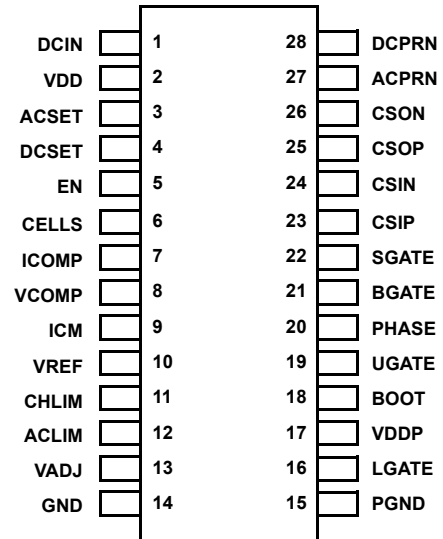 DCIN 1 28 DCPRN
VDD 2 27 ACPRN
ACSET 3 26 CSON
DCSET 4 25 CSOP
EN 5 24 CSIN
CELLS 6 23 CSIP
ICOMP 7 22 SGATE
VCOMP 8 21 BGATE
ICM 9 20 PHASE
VREF 10 19 UGATE
CHLIM 11 18 BOOT
ACLIM 12 17 VDDP
VADJ 13 16 LGATE
GND 14 15 PGND